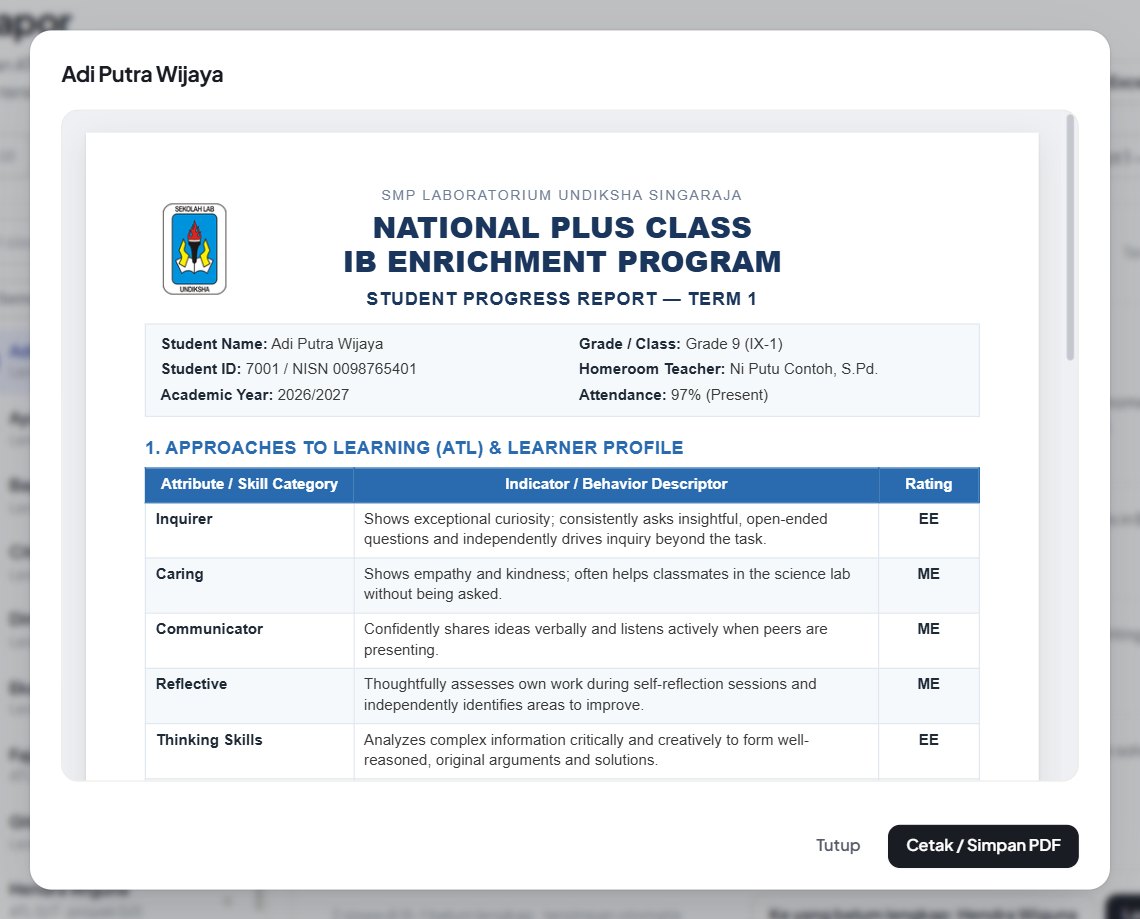 apor
Adi Putra Wijaya
SEKOLAH LAB
UNDIKSHA
SMP LABORATORIUM UNDIKSHA SINGARAJA
NATIONAL PLUS CLASS
IB ENRICHMENT PROGRAM
STUDENT PROGRESS REPORT — TERM 1
Student Name: Adi Putra Wijaya
Grade / Class: Grade 9 (IX-1)
Student ID: 7001 / NISN 0098765401
Homeroom Teacher: Ni Putu Contoh, S.Pd.
Academic Year: 2026/2027
Attendance: 97% (Present)
1. APPROACHES TO LEARNING (ATL) & LEARNER PROFILE
Attribute / Skill Category Indicator / Behavior Descriptor Rating
Inquirer Shows exceptional curiosity; consistently asks insightful, open-ended EE
questions and independently drives inquiry beyond the task.
Caring Shows empathy and kindness; often helps classmates in the science lab ME
without being asked.
Communicator Confidently shares ideas verbally and listens actively when peers are ME
presenting.
Reflective Thoughtfully assesses own work during self-reflection sessions and ME
independently identifies areas to improve.
Thinking Skills Analyzes complex information critically and creatively to form well- EE
reasoned, original arguments and solutions.
Tutup Cetak / Simpan PDF